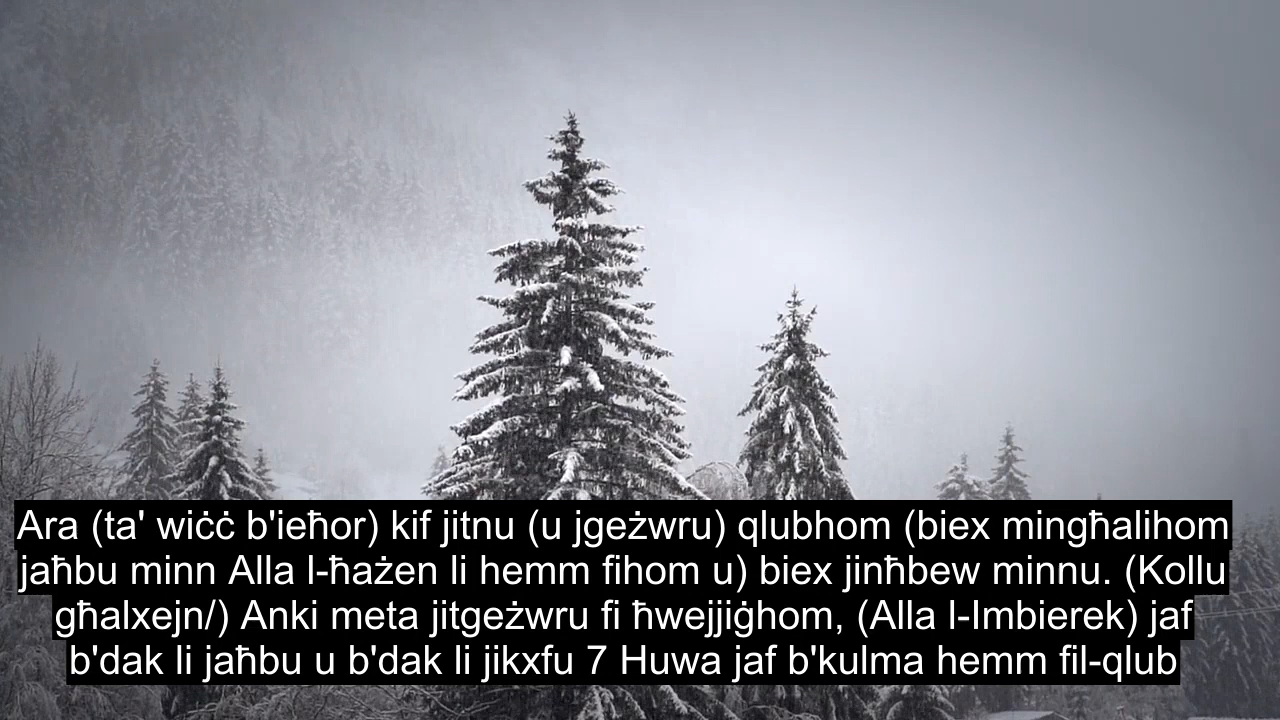 Ara (ta' wiċċ b'ieħor) kif jitnu (u jgeżwru) qlubhom (biex mingħalihom
jaħbu minn Alla l-ħażen li hemm fihom u) biex jinħbew minnu. (Kollu
għalxejn/) Anki meta jitgeżwru fi ħwejjiġhom, (Alla l-Imbierek) jaf
b'dak li jaħbu u b'dak li jikxfu 7 Huwa jaf b'kulma hemm fil-qlub